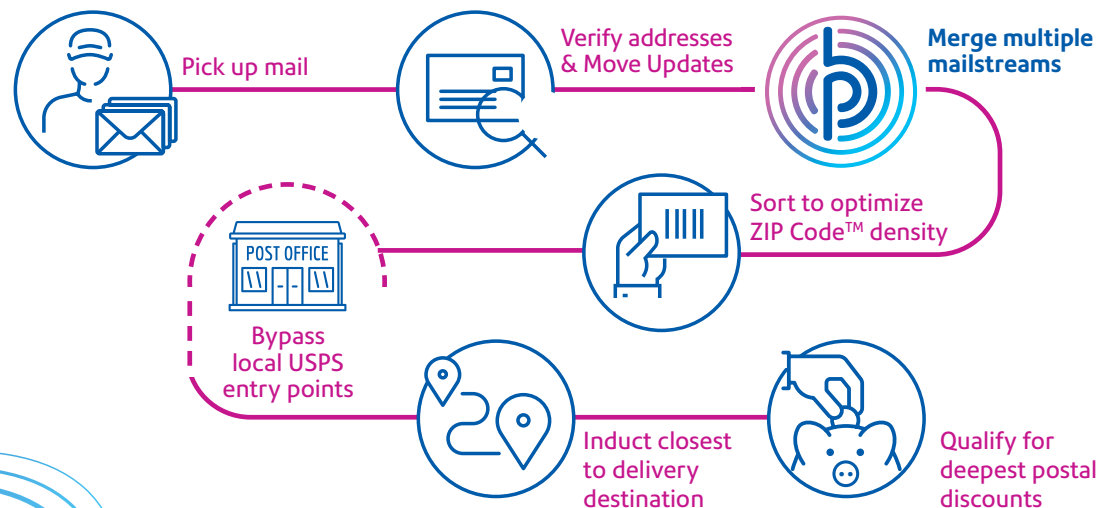 Pick up mail
Verify addresses
& Move Updates
Merge multiple
mailstreams
Sort to optimize
ZIP Code™ density
POST OFFICE
Bypass
local USPS
entry points
Induct closest
to delivery
destination
Qualify for
deepest postal
discounts